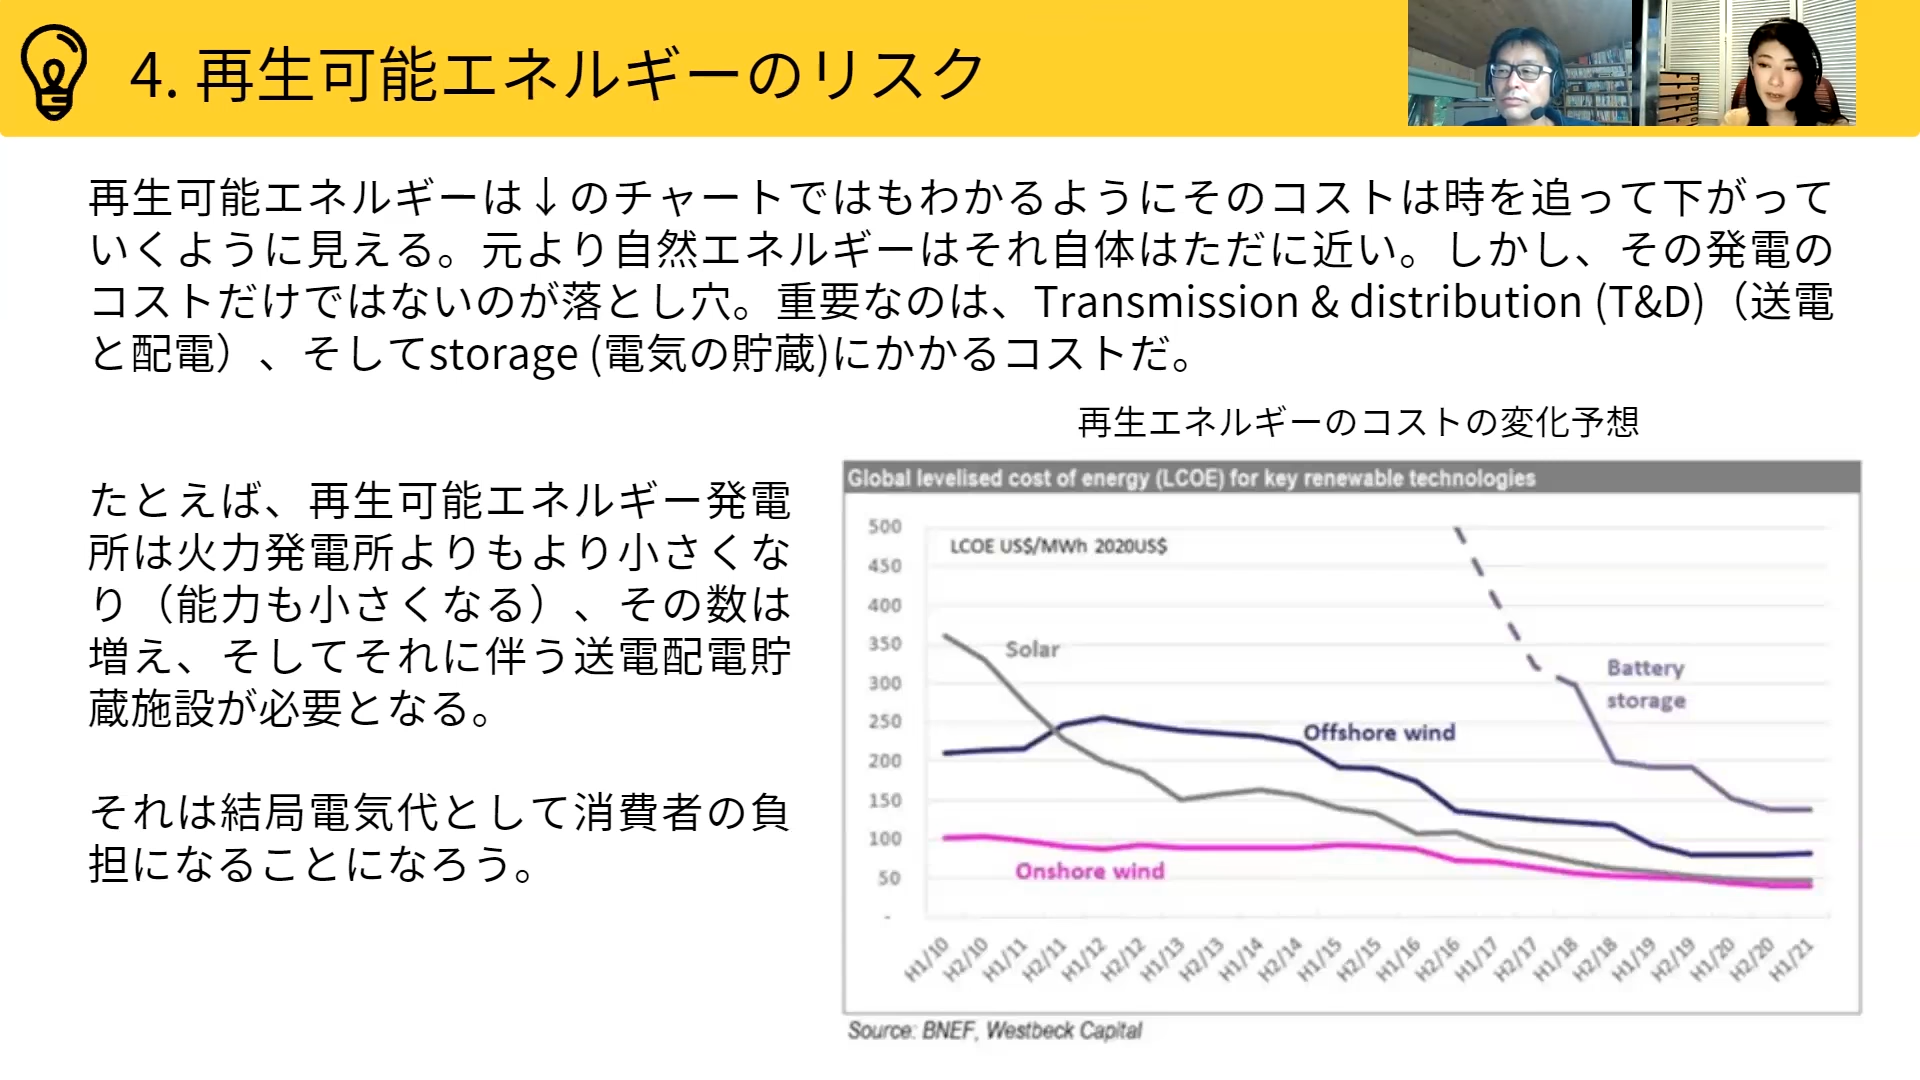 4. 再生可能エネルギーのリスク
再生可能エネルギーは↓のチャートではもわかるようにそのコストは時を追って下がって
いくように見える。元より自然エネルギーはそれ自体はただに近い。しかし、その発電の
コストだけではないのが落とし穴。重要なのは、Transmission & distribution (T&D)（送電
と配電）、そしてstorage (電気の貯蔵)にかかるコストだ。
たとえば、再生可能エネルギー発電
所は火力発電所よりもより小さくな
り（能力も小さくなる）、その数は
増え、そしてそれに伴う送電配電貯
蔵施設が必要となる。
それは結局電気代として消費者の負
担になることになろう。
再生エネルギーのコストの変化予想
Global levelised cost of energy (LCOE) for key renewable technologies
LCOE US$/MWh 2020US$
500
450
400
350
300
250
200
150
100
50
-
Solar
Battery
storage
Offshore wind
Onshore wind
H1/10
H2/10
H1/11
H2/11
H1/12
H2/12
H1/13
H2/13
H1/14
H2/14
H1/15
H2/15
H1/16
H2/16
H1/17
H2/17
H1/18
H2/18
H1/19
H2/19
H1/20
H2/20
H1/21
Source: BNEF, Westbeck Capital